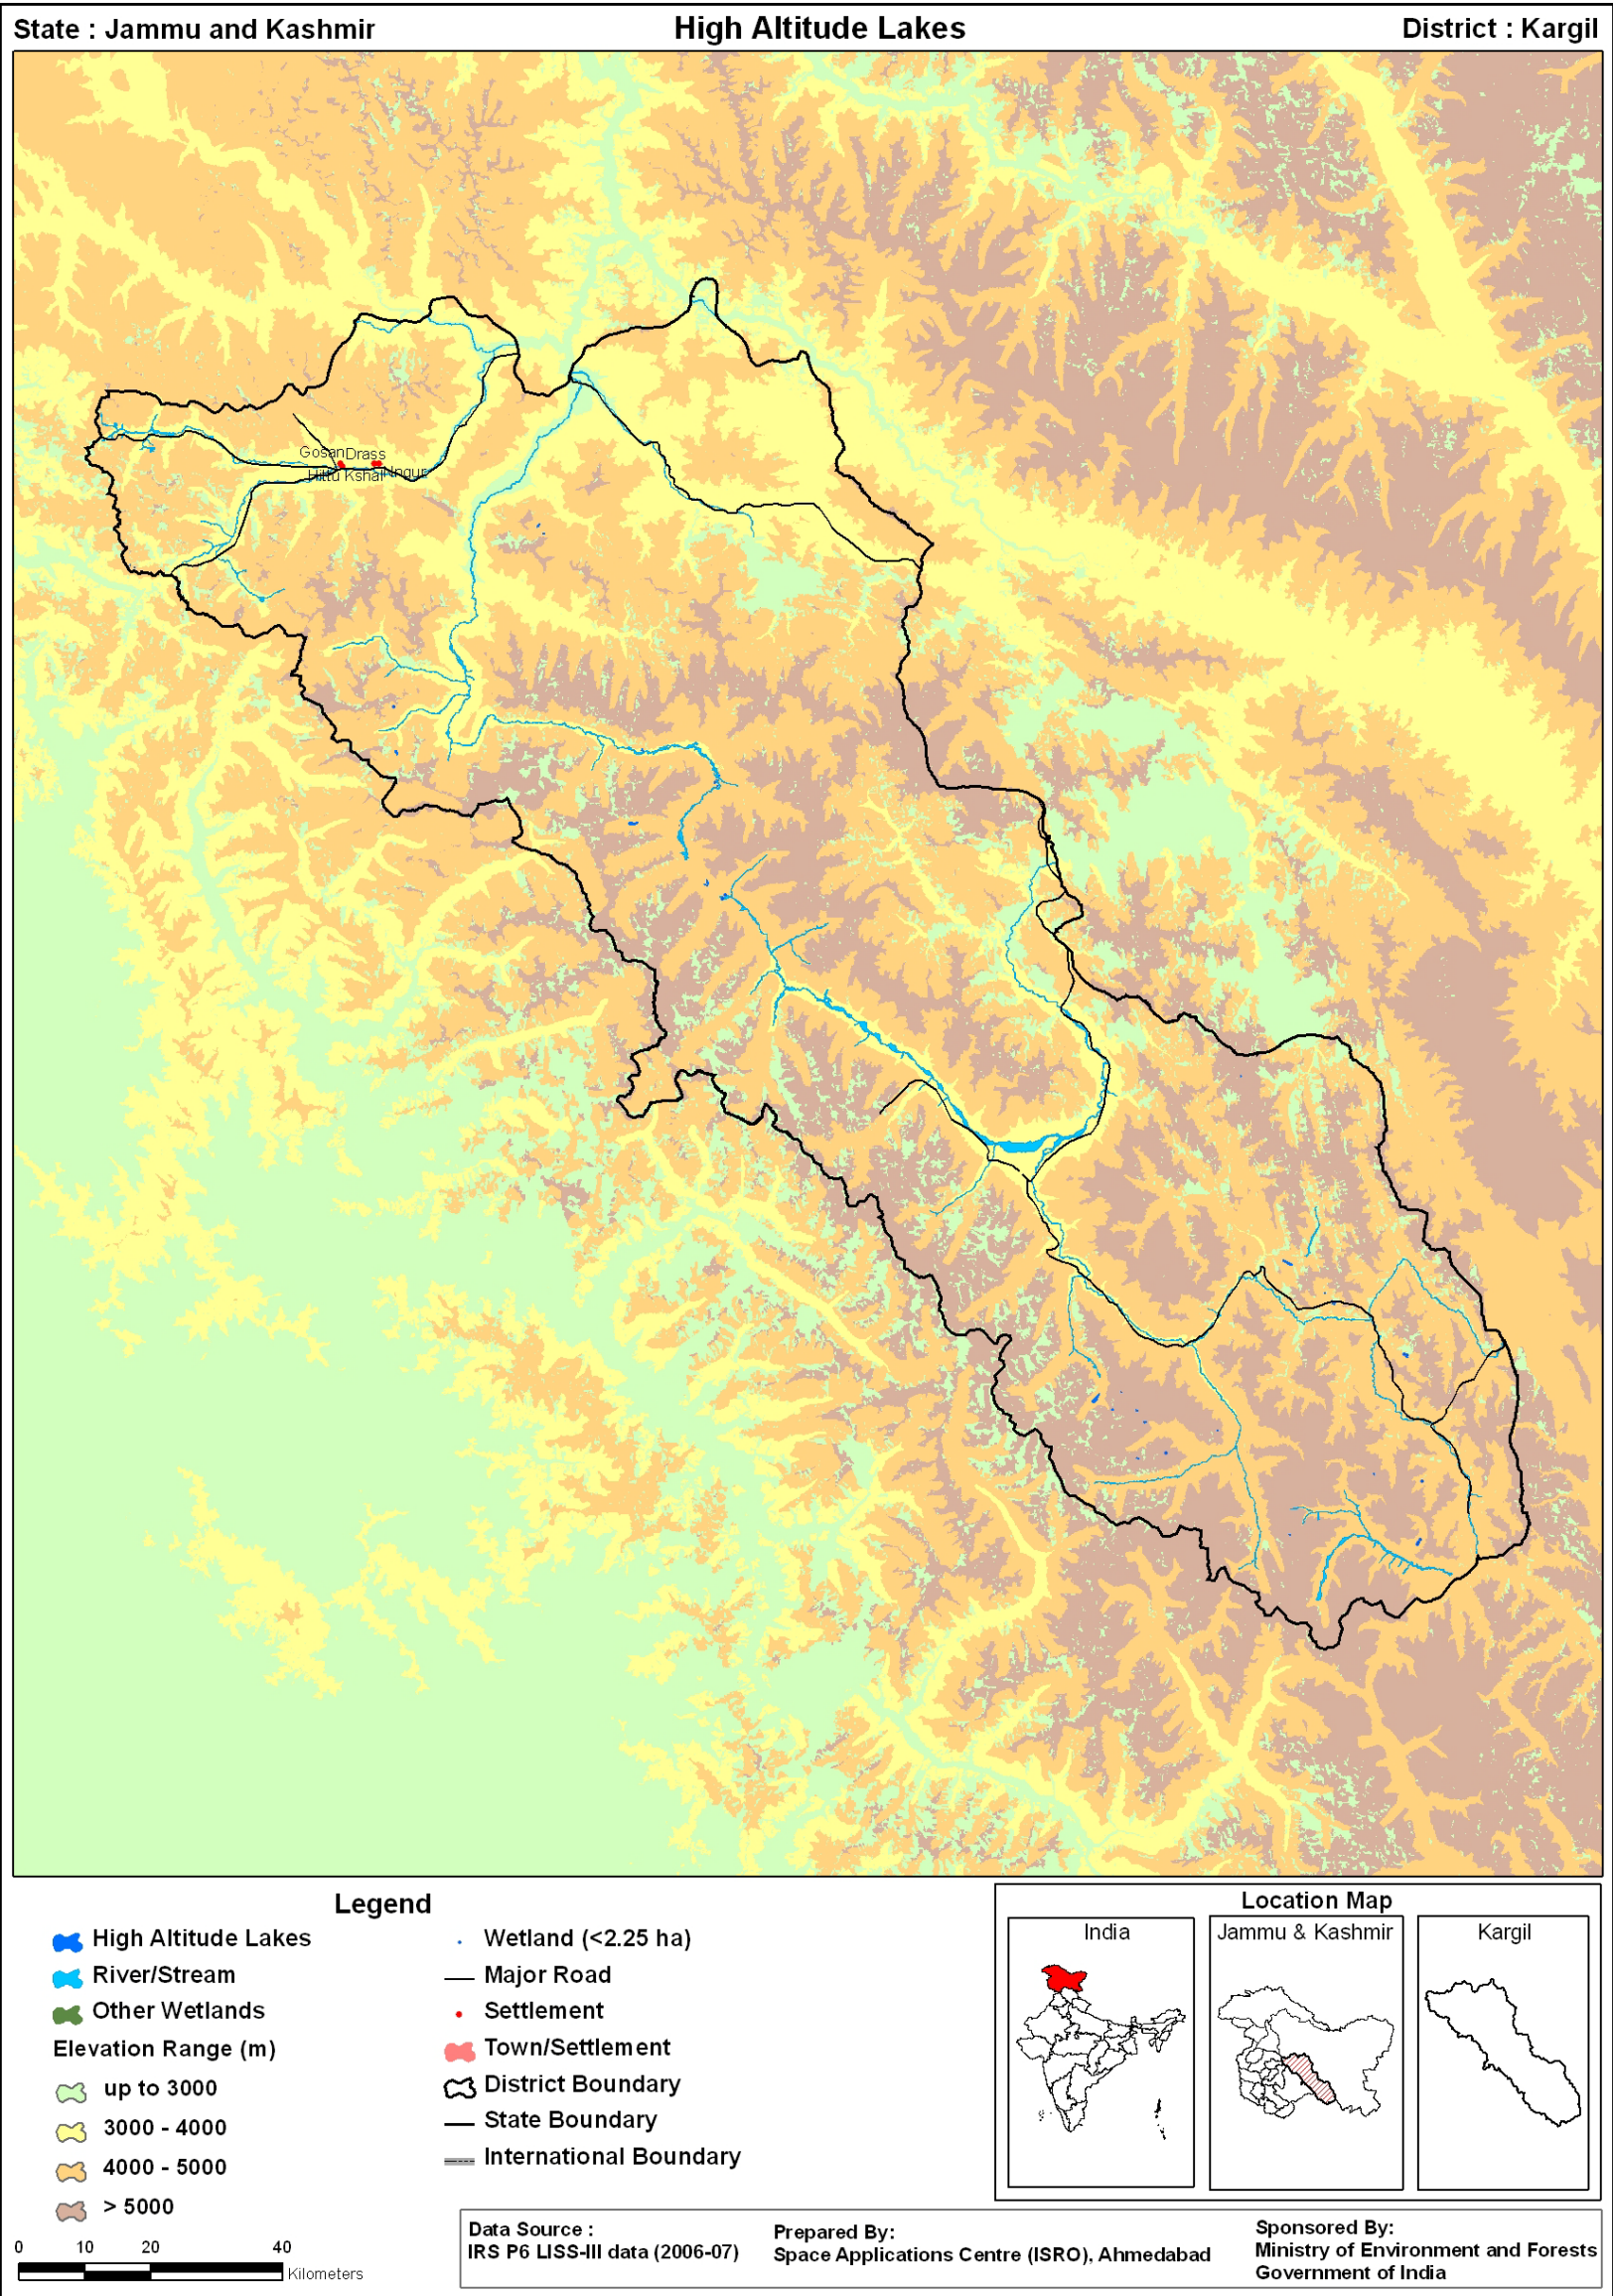 State : Jammu and Kashmir
High Altitude Lakes
District : Kargil
Gosan Drass
Hittu Kshal Ungur
Legend
High Altitude Lakes
River/Stream
Other Wetlands
Elevation Range (m)
up to 3000
3000 - 4000
4000 - 5000
> 5000
Wetland (<2.25 ha)
Major Road
Settlement
Town/Settlement
District Boundary
State Boundary
International Boundary
Location Map
India
Jammu & Kashmir
Kargil
0 10 20 40
Kilometers
Data Source :
IRS P6 LISS-III data (2006-07)
Prepared By:
Space Applications Centre (ISRO), Ahmedabad
Sponsored By:
Ministry of Environment and Forests
Government of India